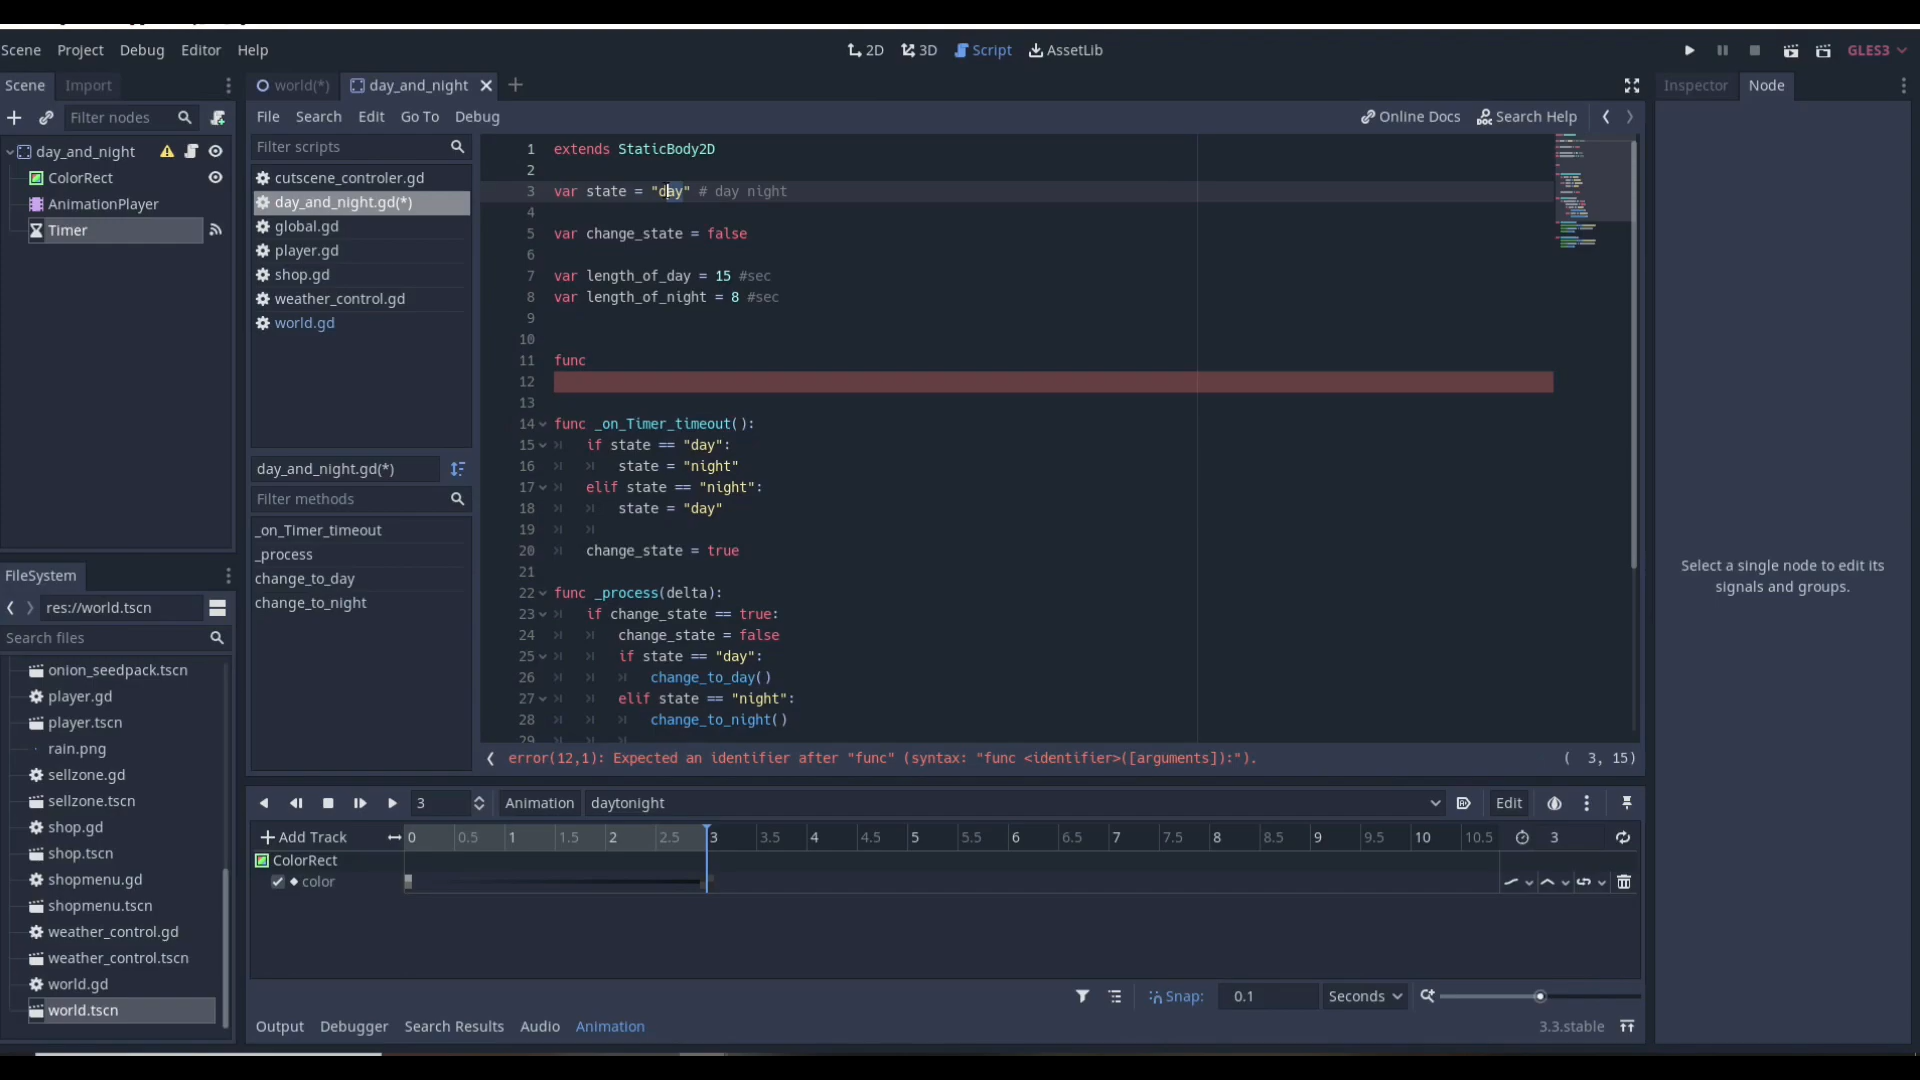 Scene Project Debug Editor Help
2D 3D Script AssetLib
GLES3
Scene Import
Filter nodes
day_and_night
ColorRect
AnimationPlayer
Timer
FileSystem
res://world.tscn
Search files
onion_seedpack.tscn
player.gd
player.tscn
rain.png
sellzone.gd
sellzone.tscn
shop.gd
shop.tscn
shopmenu.gd
shopmenu.tscn
weather_control.gd
weather_control.tscn
world.gd
world.tscn
world(*) day_and_night
File Search Edit Go To Debug
Online Docs Search Help
Filter scripts
cutscene_controler.gd
day_and_night.gd(*)
global.gd
player.gd
shop.gd
weather_control.gd
world.gd
day_and_night.gd(*)
Filter methods
_on_Timer_timeout
_process
change_to_day
change_to_night
1 extends StaticBody2D
2
3 var state = "day" # day night
4
5 var change_state = false
6
7 var length_of_day = 15 #sec
8 var length_of_night = 8 #sec
9
10
11 func
12
13
14 func _on_Timer_timeout():
15 if state == "day":
16 state = "night"
17 elif state == "night":
18 state = "day"
19
20 change_state = true
21
22 func _process(delta):
23 if change_state == true:
24 change_state = false
25 if state == "day":
26 change_to_day()
27 elif state == "night":
28 change_to_night()
29
error(12,1): Expected an identifier after "func" (syntax: "func <identifier>([arguments]):").
( 3, 15)
3 Animation daytonight Edit
Add Track 0 0.5 1 1.5 2 2.5 3 3.5 4 4.5 5 5.5 6 6.5 7 7.5 8 8.5 9 9.5 10 10.5 3
ColorRect
color
Snap: 0.1 Seconds
Output Debugger Search Results Audio Animation
3.3.stable
Inspector Node
Select a single node to edit its
signals and groups.